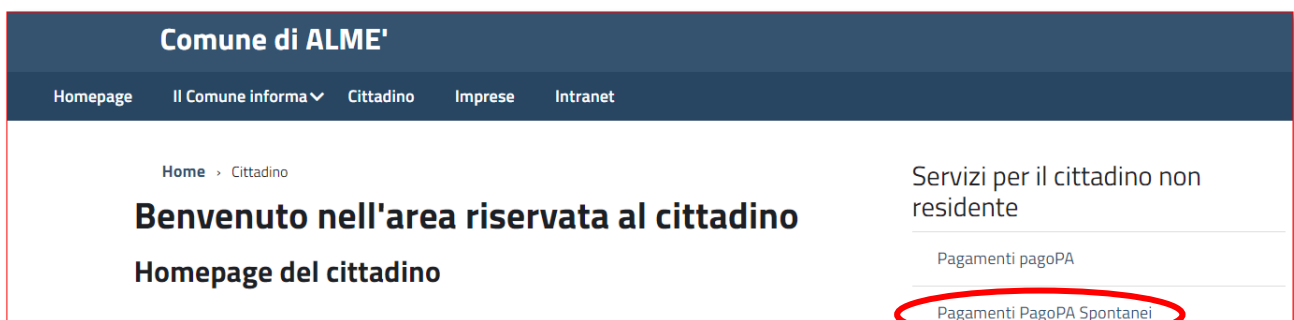 Comune di ALME'
Homepage Il Comune informa Cittadino Imprese Intranet
Home › Cittadino
Benvenuto nell'area riservata al cittadino
Homepage del cittadino
Servizi per il cittadino non
residente
Pagamenti pagoPA
Pagamenti PagoPA Spontanei